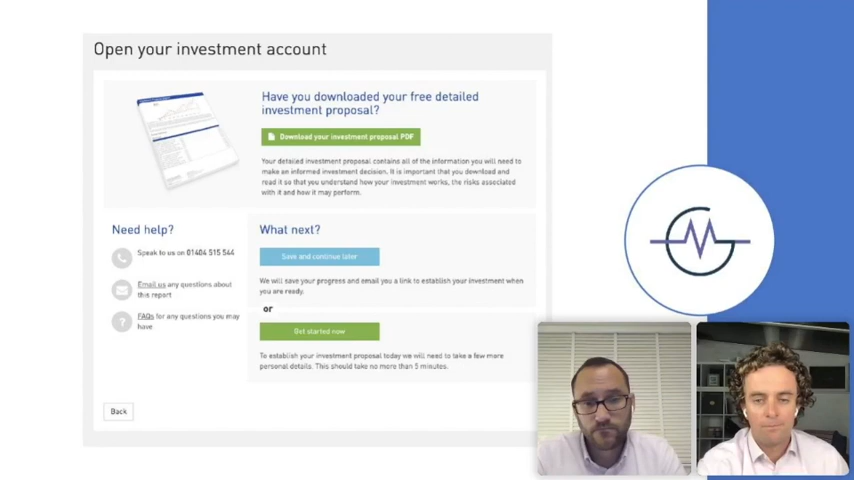 Open your investment account
Have you downloaded your free detailed
investment proposal?
Download your investment proposal PDF
Your detailed investment proposal contains all of the information you will need to
make an informed investment decision. It is important that you download and
read it so that you understand how your investment works, the risks associated
with it and how it may perform.
Need help?
Speak to us on 01404 515 544
Email us any questions about
this report
FAQs for any questions you may
have
What next?
Save and continue later
We will save your progress and email you a link to establish your investment when
you are ready.
or
Get started now
To establish your investment proposal today we will need to take a few more
personal details. This should take no more than 5 minutes.
Back